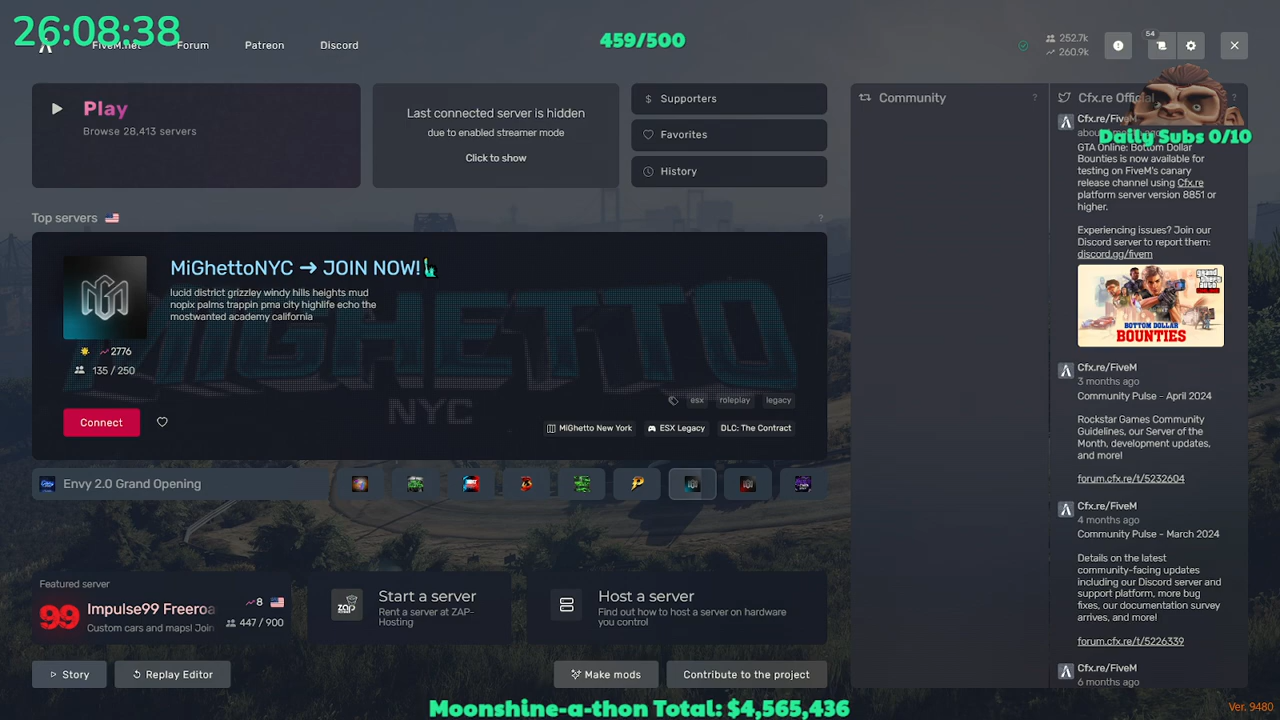 26:08:38
FiveM.net
Forum
Patreon
Discord
459/500
252.7k
260.9k
54
Play
Browse 28,413 servers
Last connected server is hidden
due to enabled streamer mode
Click to show
Supporters
Favorites
History
Top servers
?
MiGhettoNYC ➜ JOIN NOW!
lucid district grizzley windy hills heights mud
nopix palms trappin pma city highlife echo the
mostwanted academy california
MIGHETTO
NYC
2776
135 / 250
Connect
esx
roleplay
legacy
MiGhetto New York
ESX Legacy
DLC: The Contract
Envy 2.0 Grand Opening
Featured server
99
Impulse99 Freeroa
Custom cars and maps! Join
8
447 / 900
ZAP
Start a server
Rent a server at ZAP-
Hosting
Host a server
Find out how to host a server on hardware
you control
Story
Replay Editor
Make mods
Contribute to the project
Community
?
Cfx.re Official
?
Daily Subs 0/10
Cfx.re/FiveM
GTA Online: Bottom Dollar
Bounties is now available for
testing on FiveM's canary
release channel using Cfx.re
platform server version 8851 or
higher.
Experiencing issues? Join our
Discord server to report them:
discord.gg/fivem
BOTTOM DOLLAR
BOUNTIES
Cfx.re/FiveM
3 months ago
Community Pulse – April 2024
Rockstar Games Community
Guidelines, our Server of the
Month, development updates,
and more!
forum.cfx.re/t/5232604
Cfx.re/FiveM
4 months ago
Community Pulse – March 2024
Details on the latest
community-facing updates
including our Discord server and
support platform, more bug
fixes, our documentation survey
arrives, and more!
forum.cfx.re/t/5226339
Cfx.re/FiveM
6 months ago
Moonshine-a-thon Total: $4,565,436
Ver. 9480